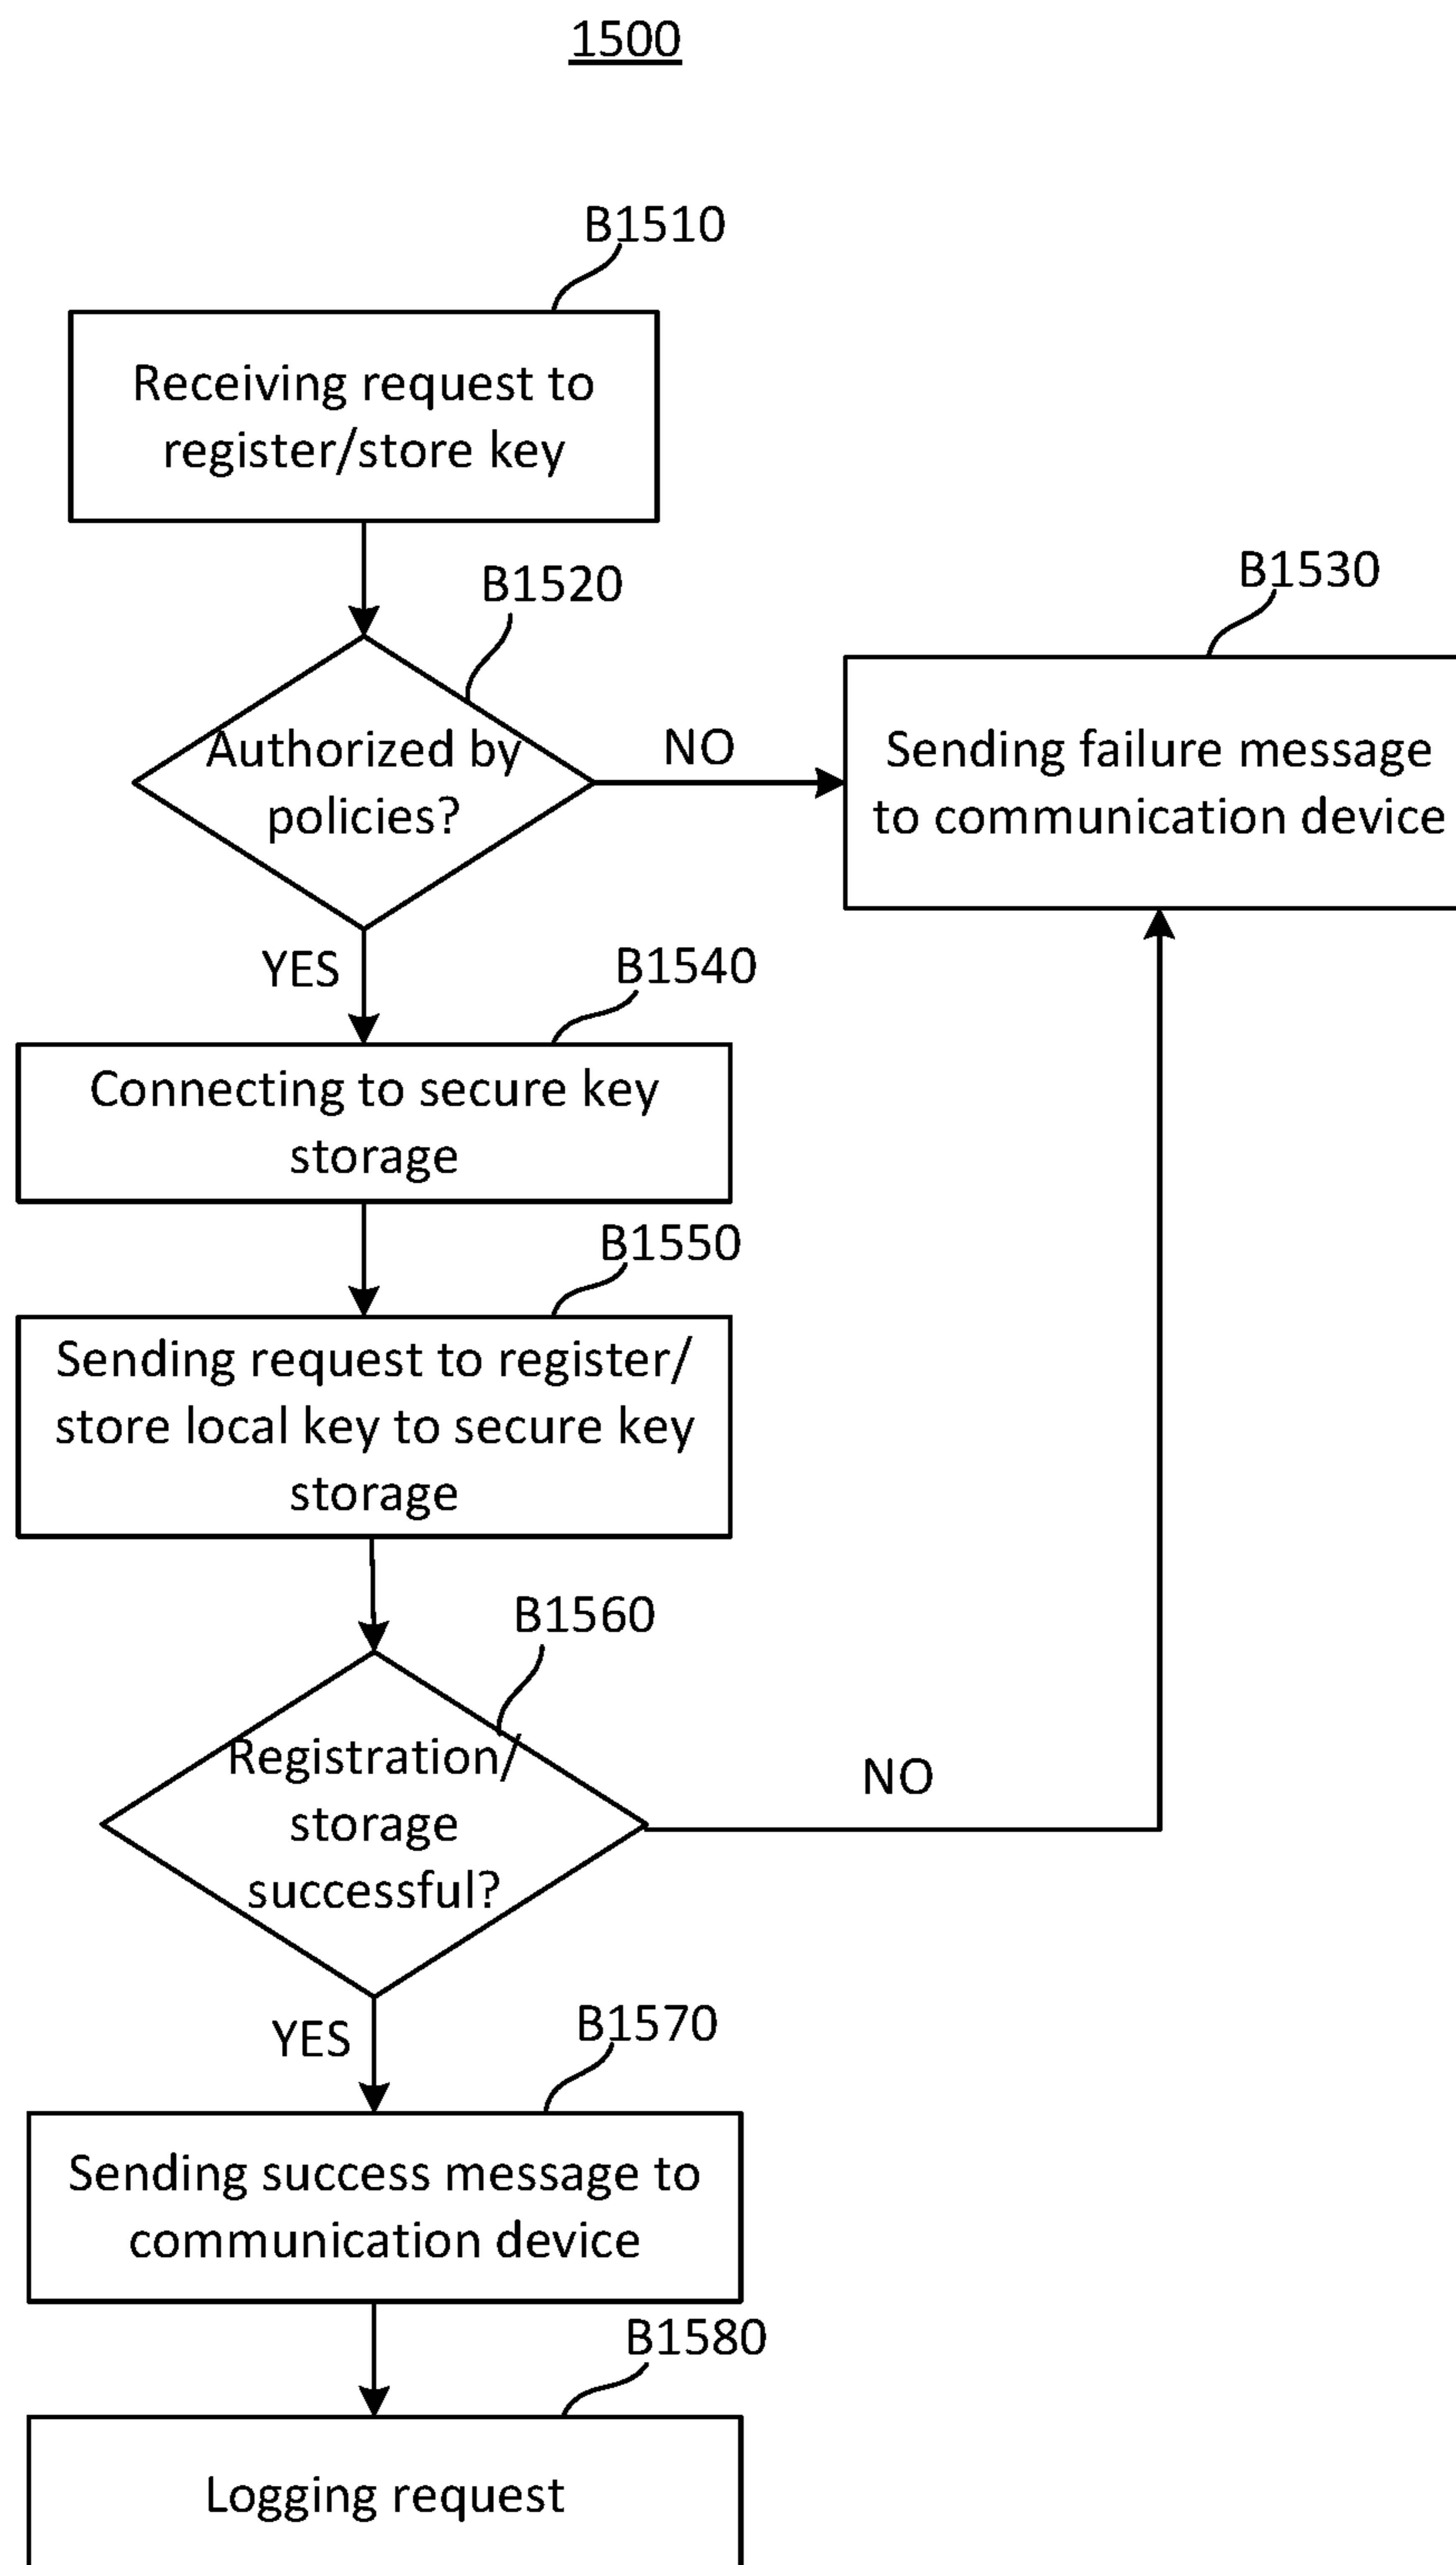 1500
B1510
Receiving request to
register/store key
B1520
Authorized by
policies?
NO
B1530
Sending failure message
to communication device
YES
B1540
Connecting to secure key
storage
B1550
Sending request to register/
store local key to secure key
storage
B1560
Registration/
storage
successful?
NO
YES
B1570
Sending success message to
communication device
B1580
Logging request